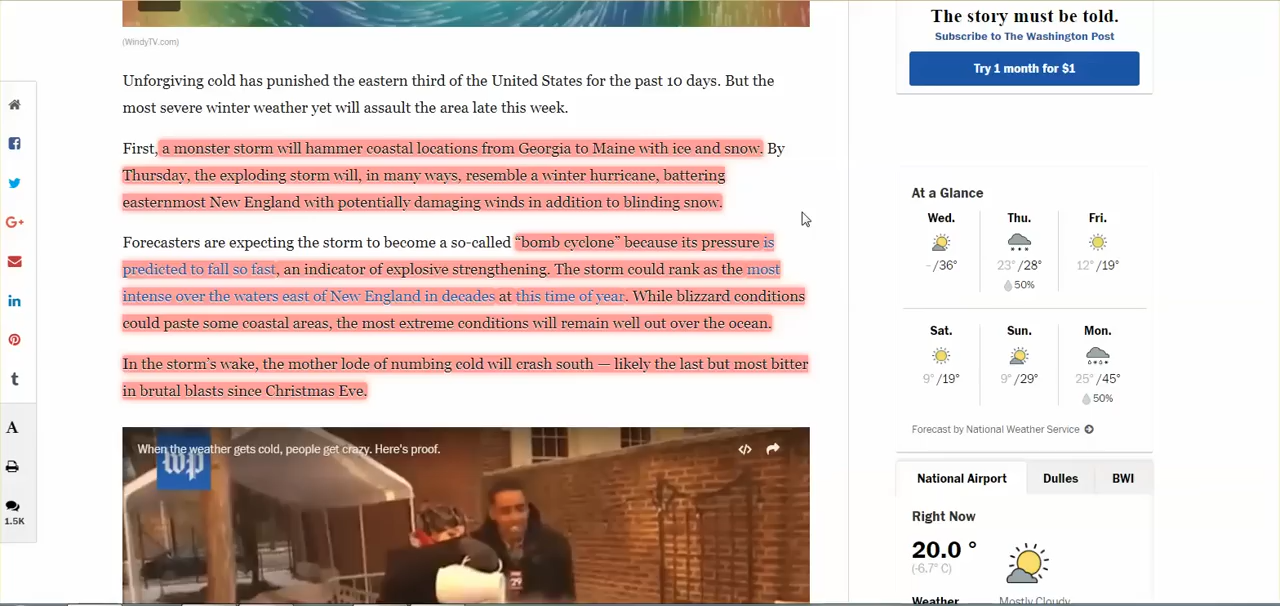 The story must be told.
Subscribe to The Washington Post
Try 1 month for $1
(WindyTV.com)
Unforgiving cold has punished the eastern third of the United States for the past 10 days. But the
most severe winter weather yet will assault the area late this week.
First, a monster storm will hammer coastal locations from Georgia to Maine with ice and snow. By
Thursday, the exploding storm will, in many ways, resemble a winter hurricane, battering
easternmost New England with potentially damaging winds in addition to blinding snow.
Forecasters are expecting the storm to become a so-called “bomb cyclone” because its pressure is
predicted to fall so fast, an indicator of explosive strengthening. The storm could rank as the most
intense over the waters east of New England in decades at this time of year. While blizzard conditions
could paste some coastal areas, the most extreme conditions will remain well out over the ocean.
In the storm’s wake, the mother lode of numbing cold will crash south — likely the last but most bitter
in brutal blasts since Christmas Eve.
When the weather gets cold, people get crazy. Here's proof.
wp
29
G+
in
t
A
1.5K
At a Glance
Wed. Thu. Fri.
-/36° 23°/28° 12°/19°
50%
Sat. Sun. Mon.
9°/19° 9°/29° 25°/45°
50%
Forecast by National Weather Service
National Airport Dulles BWI
Right Now
20.0 °
(-6.7° C)
Weather Mostly Cloudy